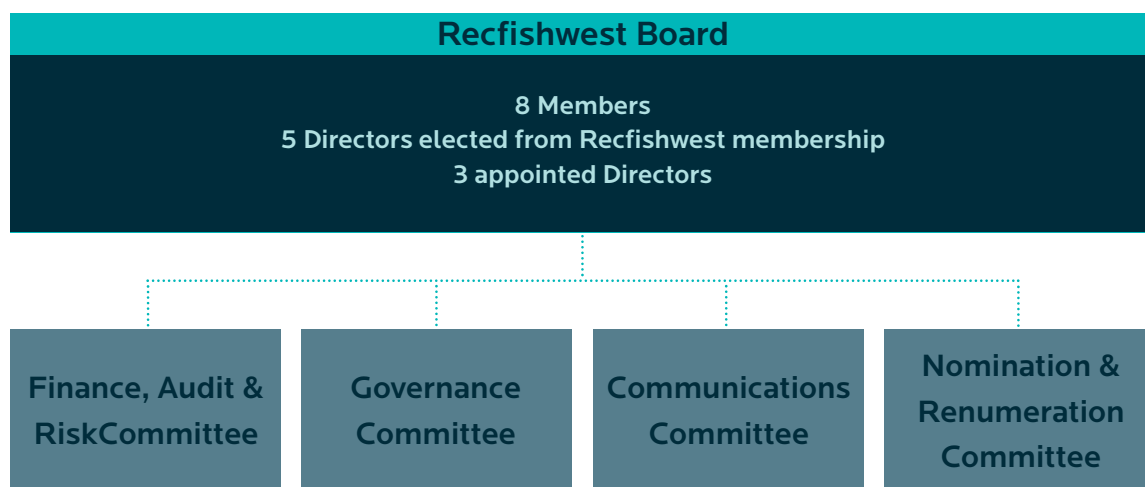 Recfishwest Board
8 Members
5 Directors elected from Recfishwest membership
3 appointed Directors
Finance, Audit &
RiskCommittee
Governance
Committee
Communications
Committee
Nomination &
Renumeration
Committee